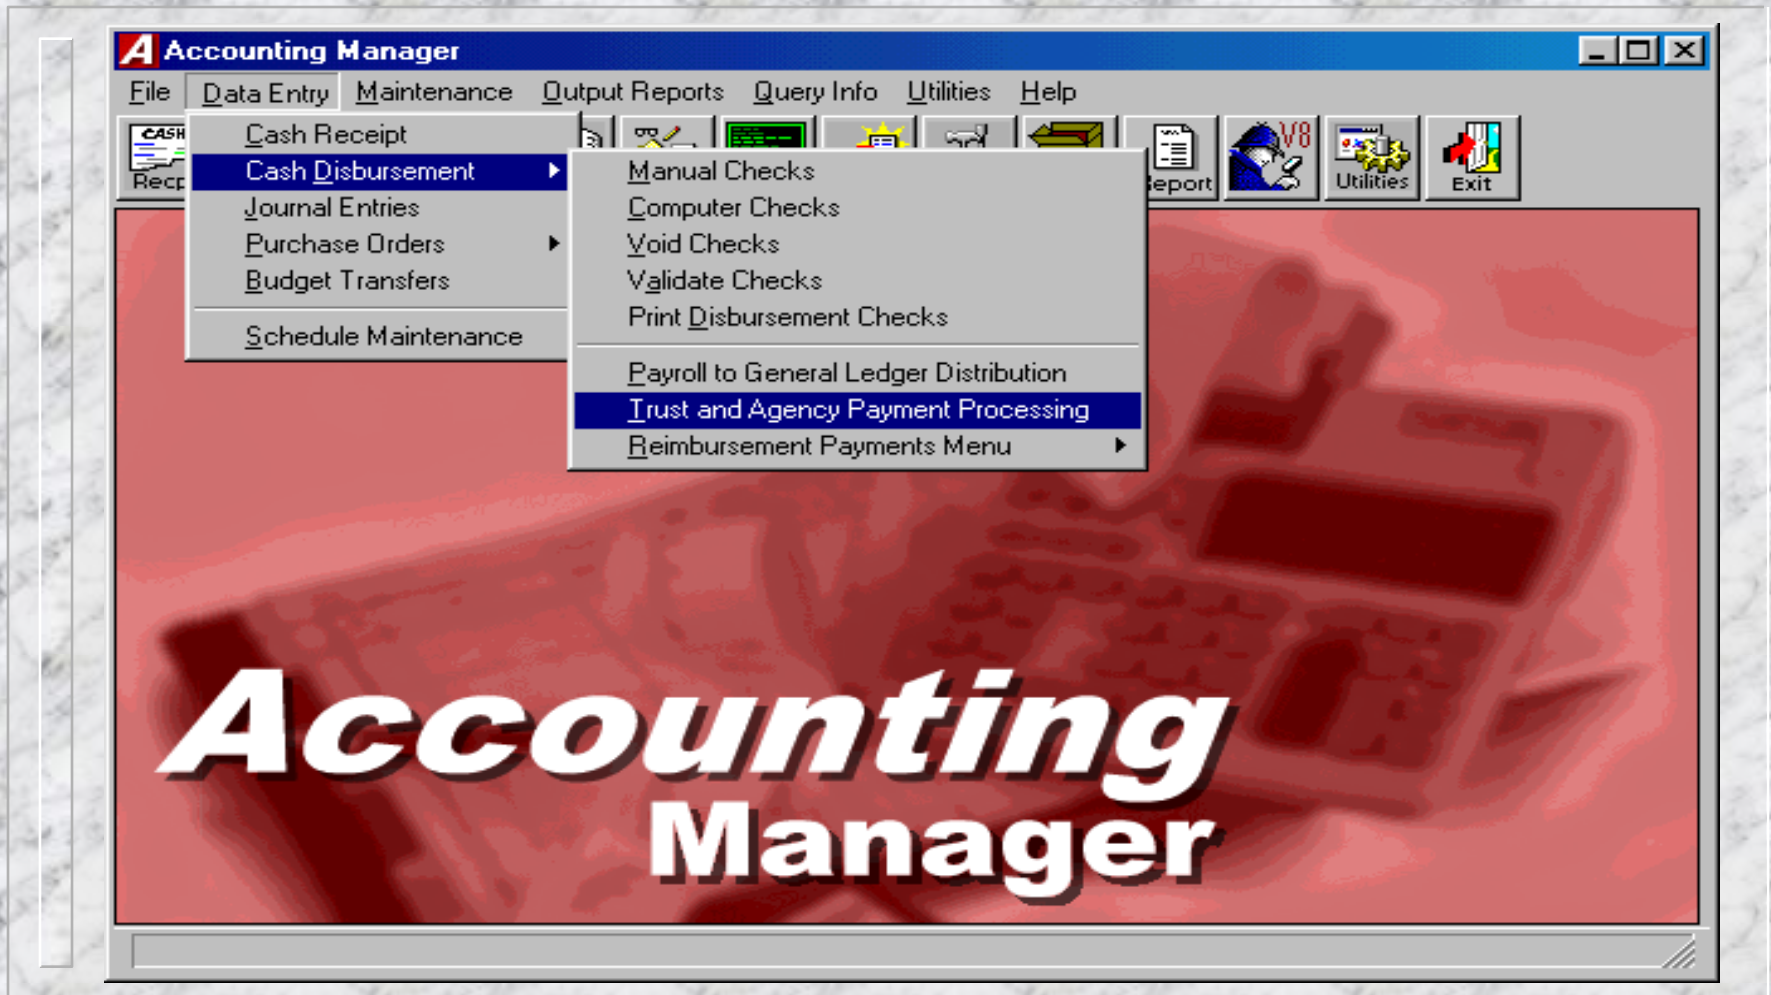 Accounting Manager
File Data Entry Maintenance Output Reports Query Info Utilities Help
CASH
V8
Report Utilities Exit
Cash Receipt
Cash Disbursement
Journal Entries
Purchase Orders
Budget Transfers
Schedule Maintenance
Manual Checks
Computer Checks
Void Checks
Validate Checks
Print Disbursement Checks
Payroll to General Ledger Distribution
Trust and Agency Payment Processing
Reimbursement Payments Menu
Accounting
Manager